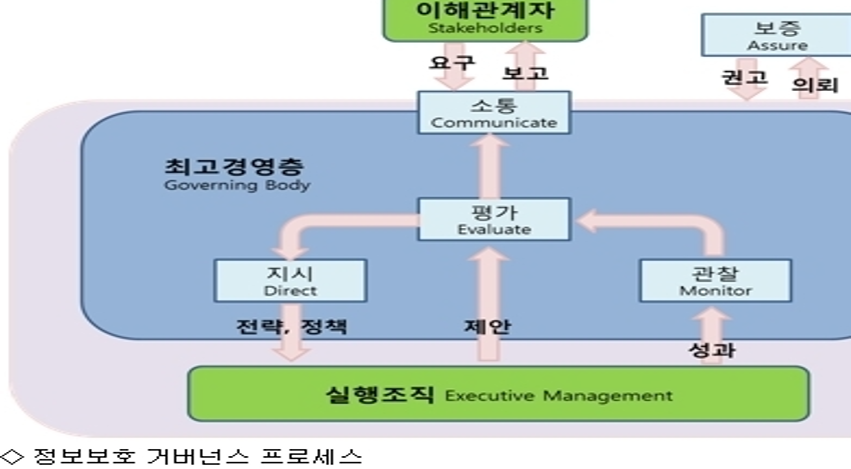 이해관계자
Stakeholders
보증
Assure
요구
보고
권고
의뢰
소통
Communicate
최고경영층
Governing Body
평가
Evaluate
지시
Direct
관찰
Monitor
전략, 정책
제안
성과
실행조직 Executive Management
◇ 정보보호 거버넌스 프로세스